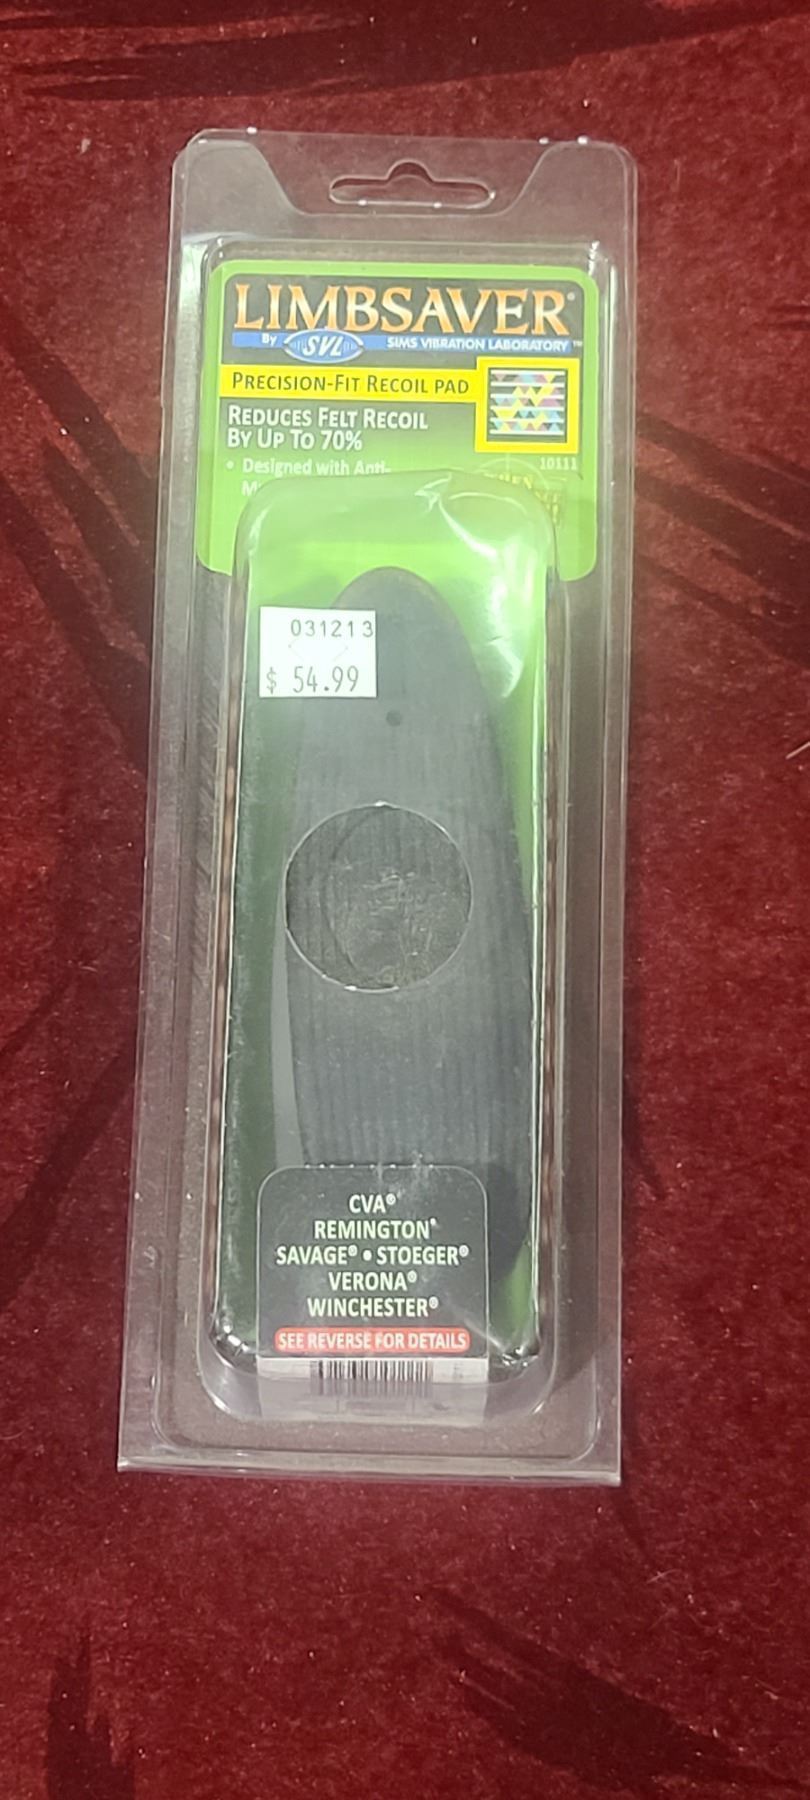 LIMBSAVER®
By SVL SIMS VIBRATION LABORATORY™
PRECISION-FIT RECOIL PAD
REDUCES FELT RECOIL
BY UP TO 70%
• Designed with Anti-
10111
031213
$ 54.99
CVA®
REMINGTON®
SAVAGE® • STOEGER®
VERONA®
WINCHESTER®
SEE REVERSE FOR DETAILS